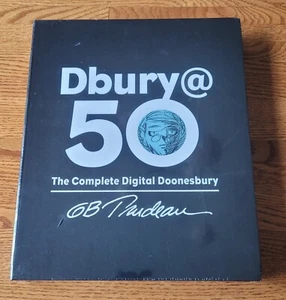 Dbury@
50
The Complete Digital Doonesbury
GB Trudeau